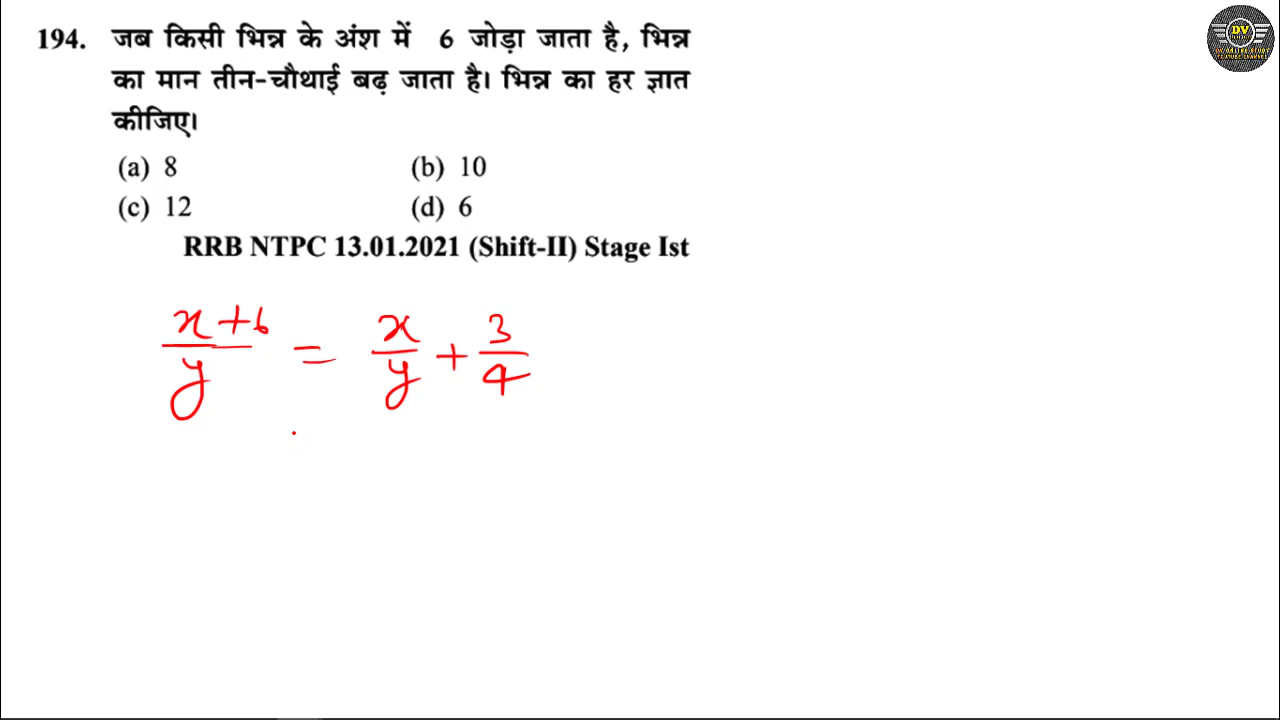 194. जब किसी भिन्न के अंश में 6 जोड़ा जाता है, भिन्न
का मान तीन-चौथाई बढ़ जाता है। भिन्न का हर ज्ञात
कीजिए।
(a) 8 (b) 10
(c) 12 (d) 6
RRB NTPC 13.01.2021 (Shift-II) Stage Ist
x+6/y = x/y + 3/4
DV